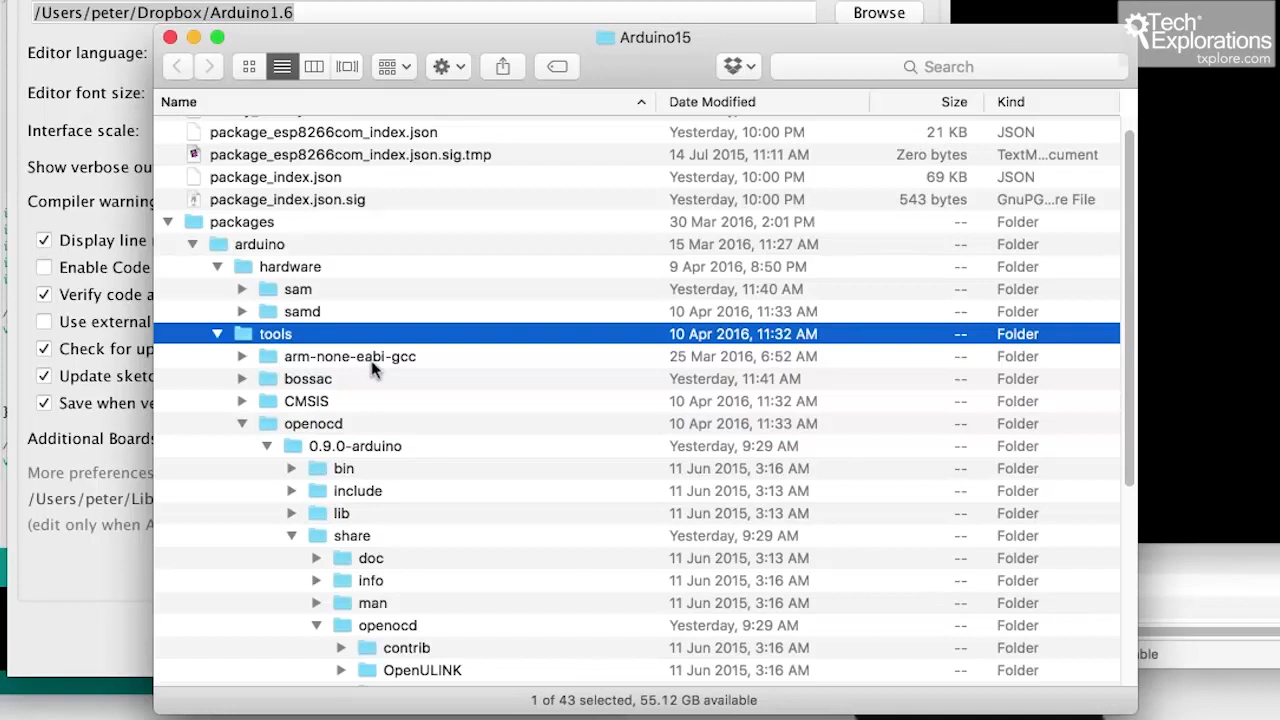 /Users/peter/Dropbox/Arduino1.6
Browse
Tech
Explorations
txplore.com
Editor language:
Editor font size:
Interface scale:
Show verbose ou
Compiler warning
Display line
Enable Code
Verify code a
Use external
Check for up
Update sketc
Save when ve
Additional Boards
More preferences
/Users/peter/Lib
(edit only when A
Arduino15
Search
Name Date Modified Size Kind
package_esp8266com_index.json Yesterday, 10:00 PM 21 KB JSON
package_esp8266com_index.json.sig.tmp 14 Jul 2015, 11:11 AM Zero bytes TextM...cument
package_index.json Yesterday, 10:00 PM 69 KB JSON
package_index.json.sig Yesterday, 10:00 PM 543 bytes GnuPG...re File
packages 30 Mar 2016, 2:01 PM -- Folder
arduino 15 Mar 2016, 11:27 AM -- Folder
hardware 9 Apr 2016, 8:50 PM -- Folder
sam Yesterday, 11:40 AM -- Folder
samd 10 Apr 2016, 11:33 AM -- Folder
tools 10 Apr 2016, 11:32 AM -- Folder
arm-none-eabi-gcc 25 Mar 2016, 6:52 AM -- Folder
bossac Yesterday, 11:41 AM -- Folder
CMSIS 10 Apr 2016, 11:32 AM -- Folder
openocd 10 Apr 2016, 11:33 AM -- Folder
0.9.0-arduino Yesterday, 9:29 AM -- Folder
bin 11 Jun 2015, 3:16 AM -- Folder
include 11 Jun 2015, 3:13 AM -- Folder
lib 11 Jun 2015, 3:13 AM -- Folder
share Yesterday, 9:29 AM -- Folder
doc 11 Jun 2015, 3:13 AM -- Folder
info 11 Jun 2015, 3:16 AM -- Folder
man 11 Jun 2015, 3:16 AM -- Folder
openocd Yesterday, 9:29 AM -- Folder
contrib 11 Jun 2015, 3:16 AM -- Folder
OpenULINK 11 Jun 2015, 3:16 AM -- Folder
1 of 43 selected, 55.12 GB available